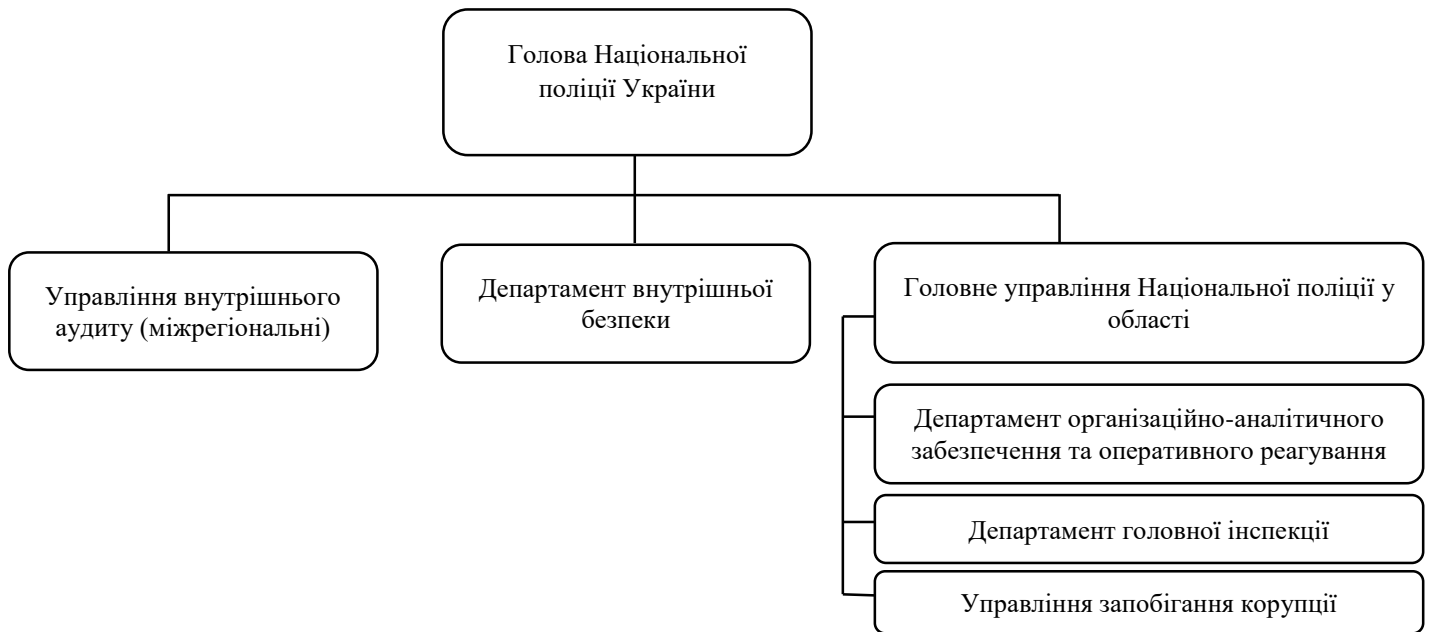 Голова Національної
поліції України
Управління внутрішнього
аудиту (міжрегіональні)
Департамент внутрішньої
безпеки
Головне управління Національної поліції у
області
Департамент організаційно-аналітичного
забезпечення та оперативного реагування
Департамент головної інспекції
Управління запобігання корупції